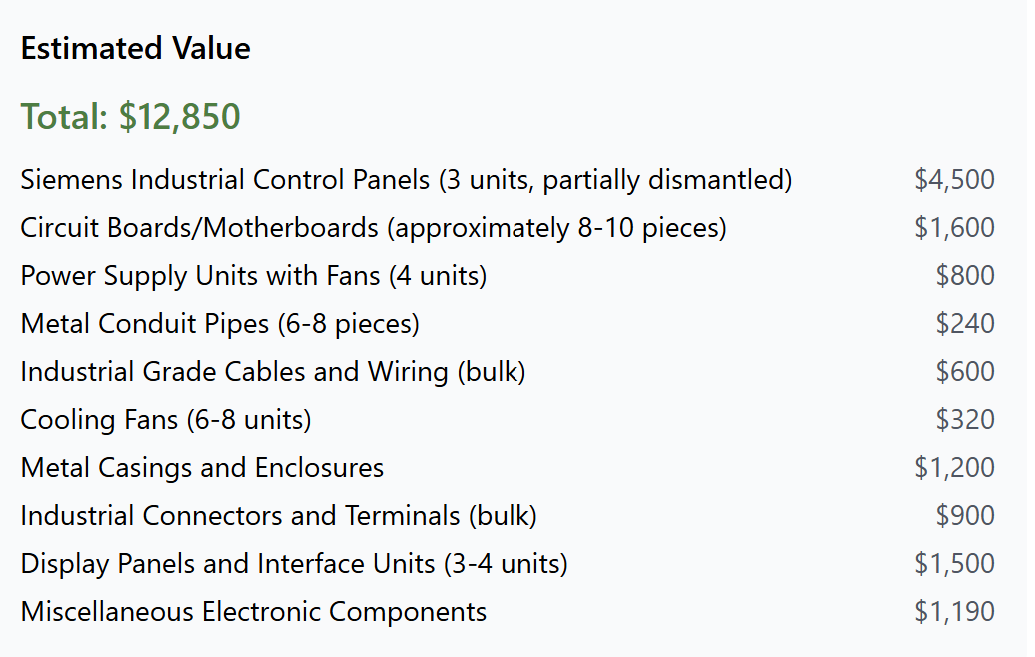 Estimated Value
Total: $12,850
Siemens Industrial Control Panels (3 units, partially dismantled) $4,500
Circuit Boards/Motherboards (approximately 8-10 pieces) $1,600
Power Supply Units with Fans (4 units) $800
Metal Conduit Pipes (6-8 pieces) $240
Industrial Grade Cables and Wiring (bulk) $600
Cooling Fans (6-8 units) $320
Metal Casings and Enclosures $1,200
Industrial Connectors and Terminals (bulk) $900
Display Panels and Interface Units (3-4 units) $1,500
Miscellaneous Electronic Components $1,190